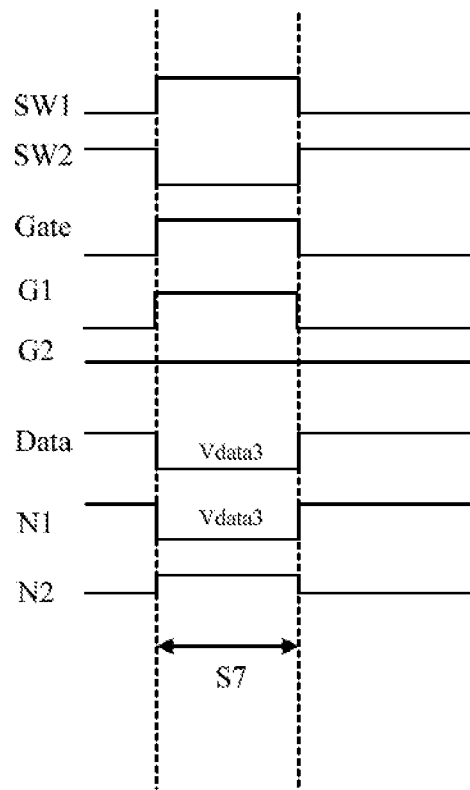 SW1
SW2
Gate
G1
G2
Data
Vdata3
N1
Vdata3
N2
S7